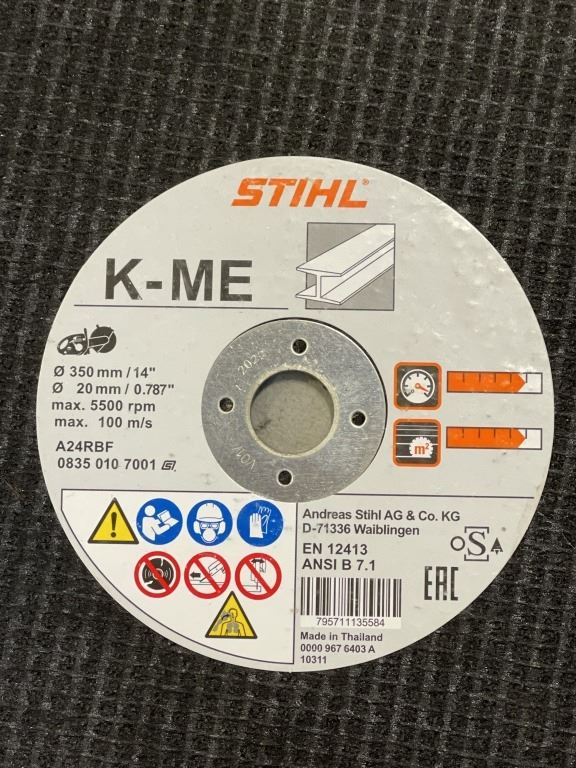 STIHL®
K-ME
Ø 350 mm / 14"
Ø 20 mm / 0.787"
max. 5500 rpm
max. 100 m/s
A24RBF
0835 010 7001
m²
Andreas Stihl AG & Co. KG
D-71336 Waiblingen
EN 12413
ANSI B 7.1
oSA
EAC
795711135584
Made in Thailand
0000 967 6403 A
10311